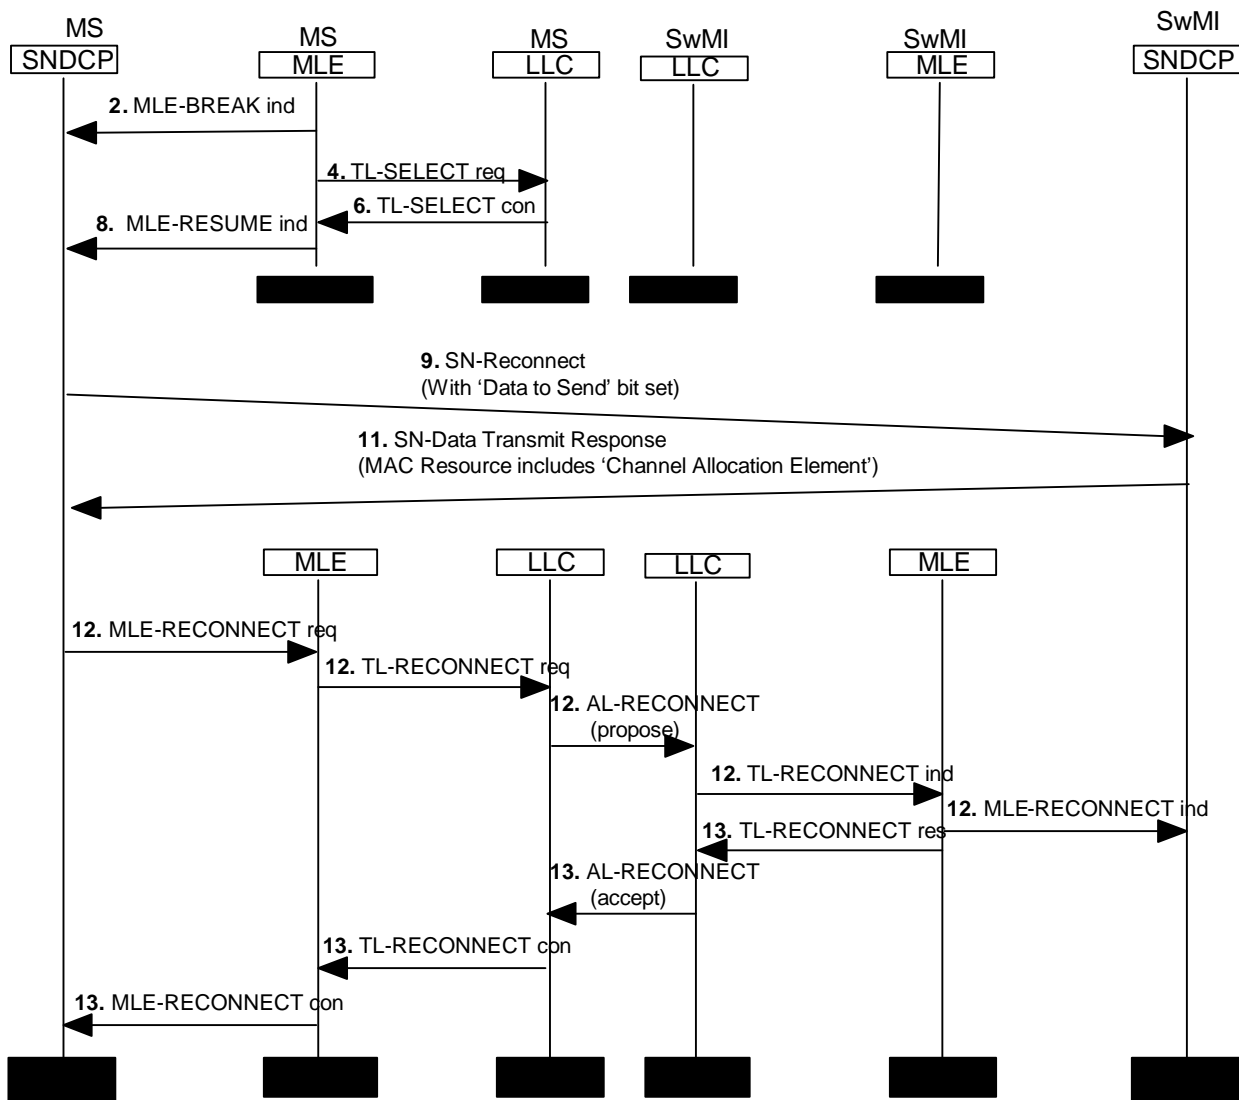 MS
MS
MS
SwMI
SwMI
SwMI
SNDCP
MLE
LLC
LLC
MLE
SNDCP
2. MLE-BREAK ind
4. TL-SELECT req
6. TL-SELECT con
8. MLE-RESUME ind
9. SN-Reconnect
(With ‘Data to Send’ bit set)
11. SN-Data Transmit Response
(MAC Resource includes ‘Channel Allocation Element’)
MLE
LLC
LLC
MLE
12. MLE-RECONNECT req
12. TL-RECONNECT req
12. AL-RECONNECT
(propose)
12. TL-RECONNECT ind
12. MLE-RECONNECT ind
13. TL-RECONNECT res
13. AL-RECONNECT
(accept)
13. TL-RECONNECT con
13. MLE-RECONNECT con